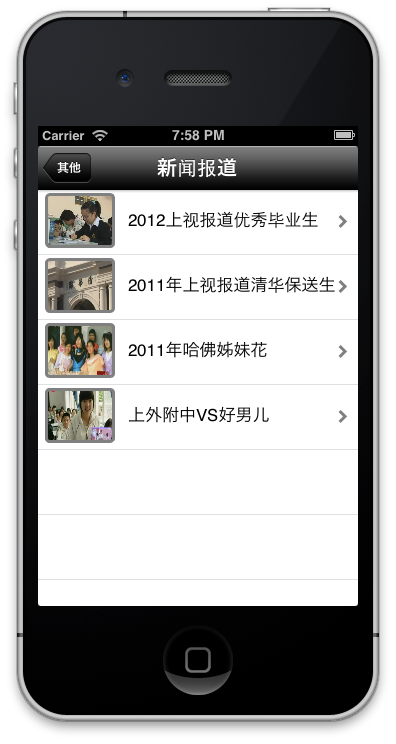 Carrier 7:58 PM
其他 新闻报道
2012上视报道优秀毕业生
2011年上视报道清华保送生
2011年哈佛姊妹花
上外附中VS好男儿